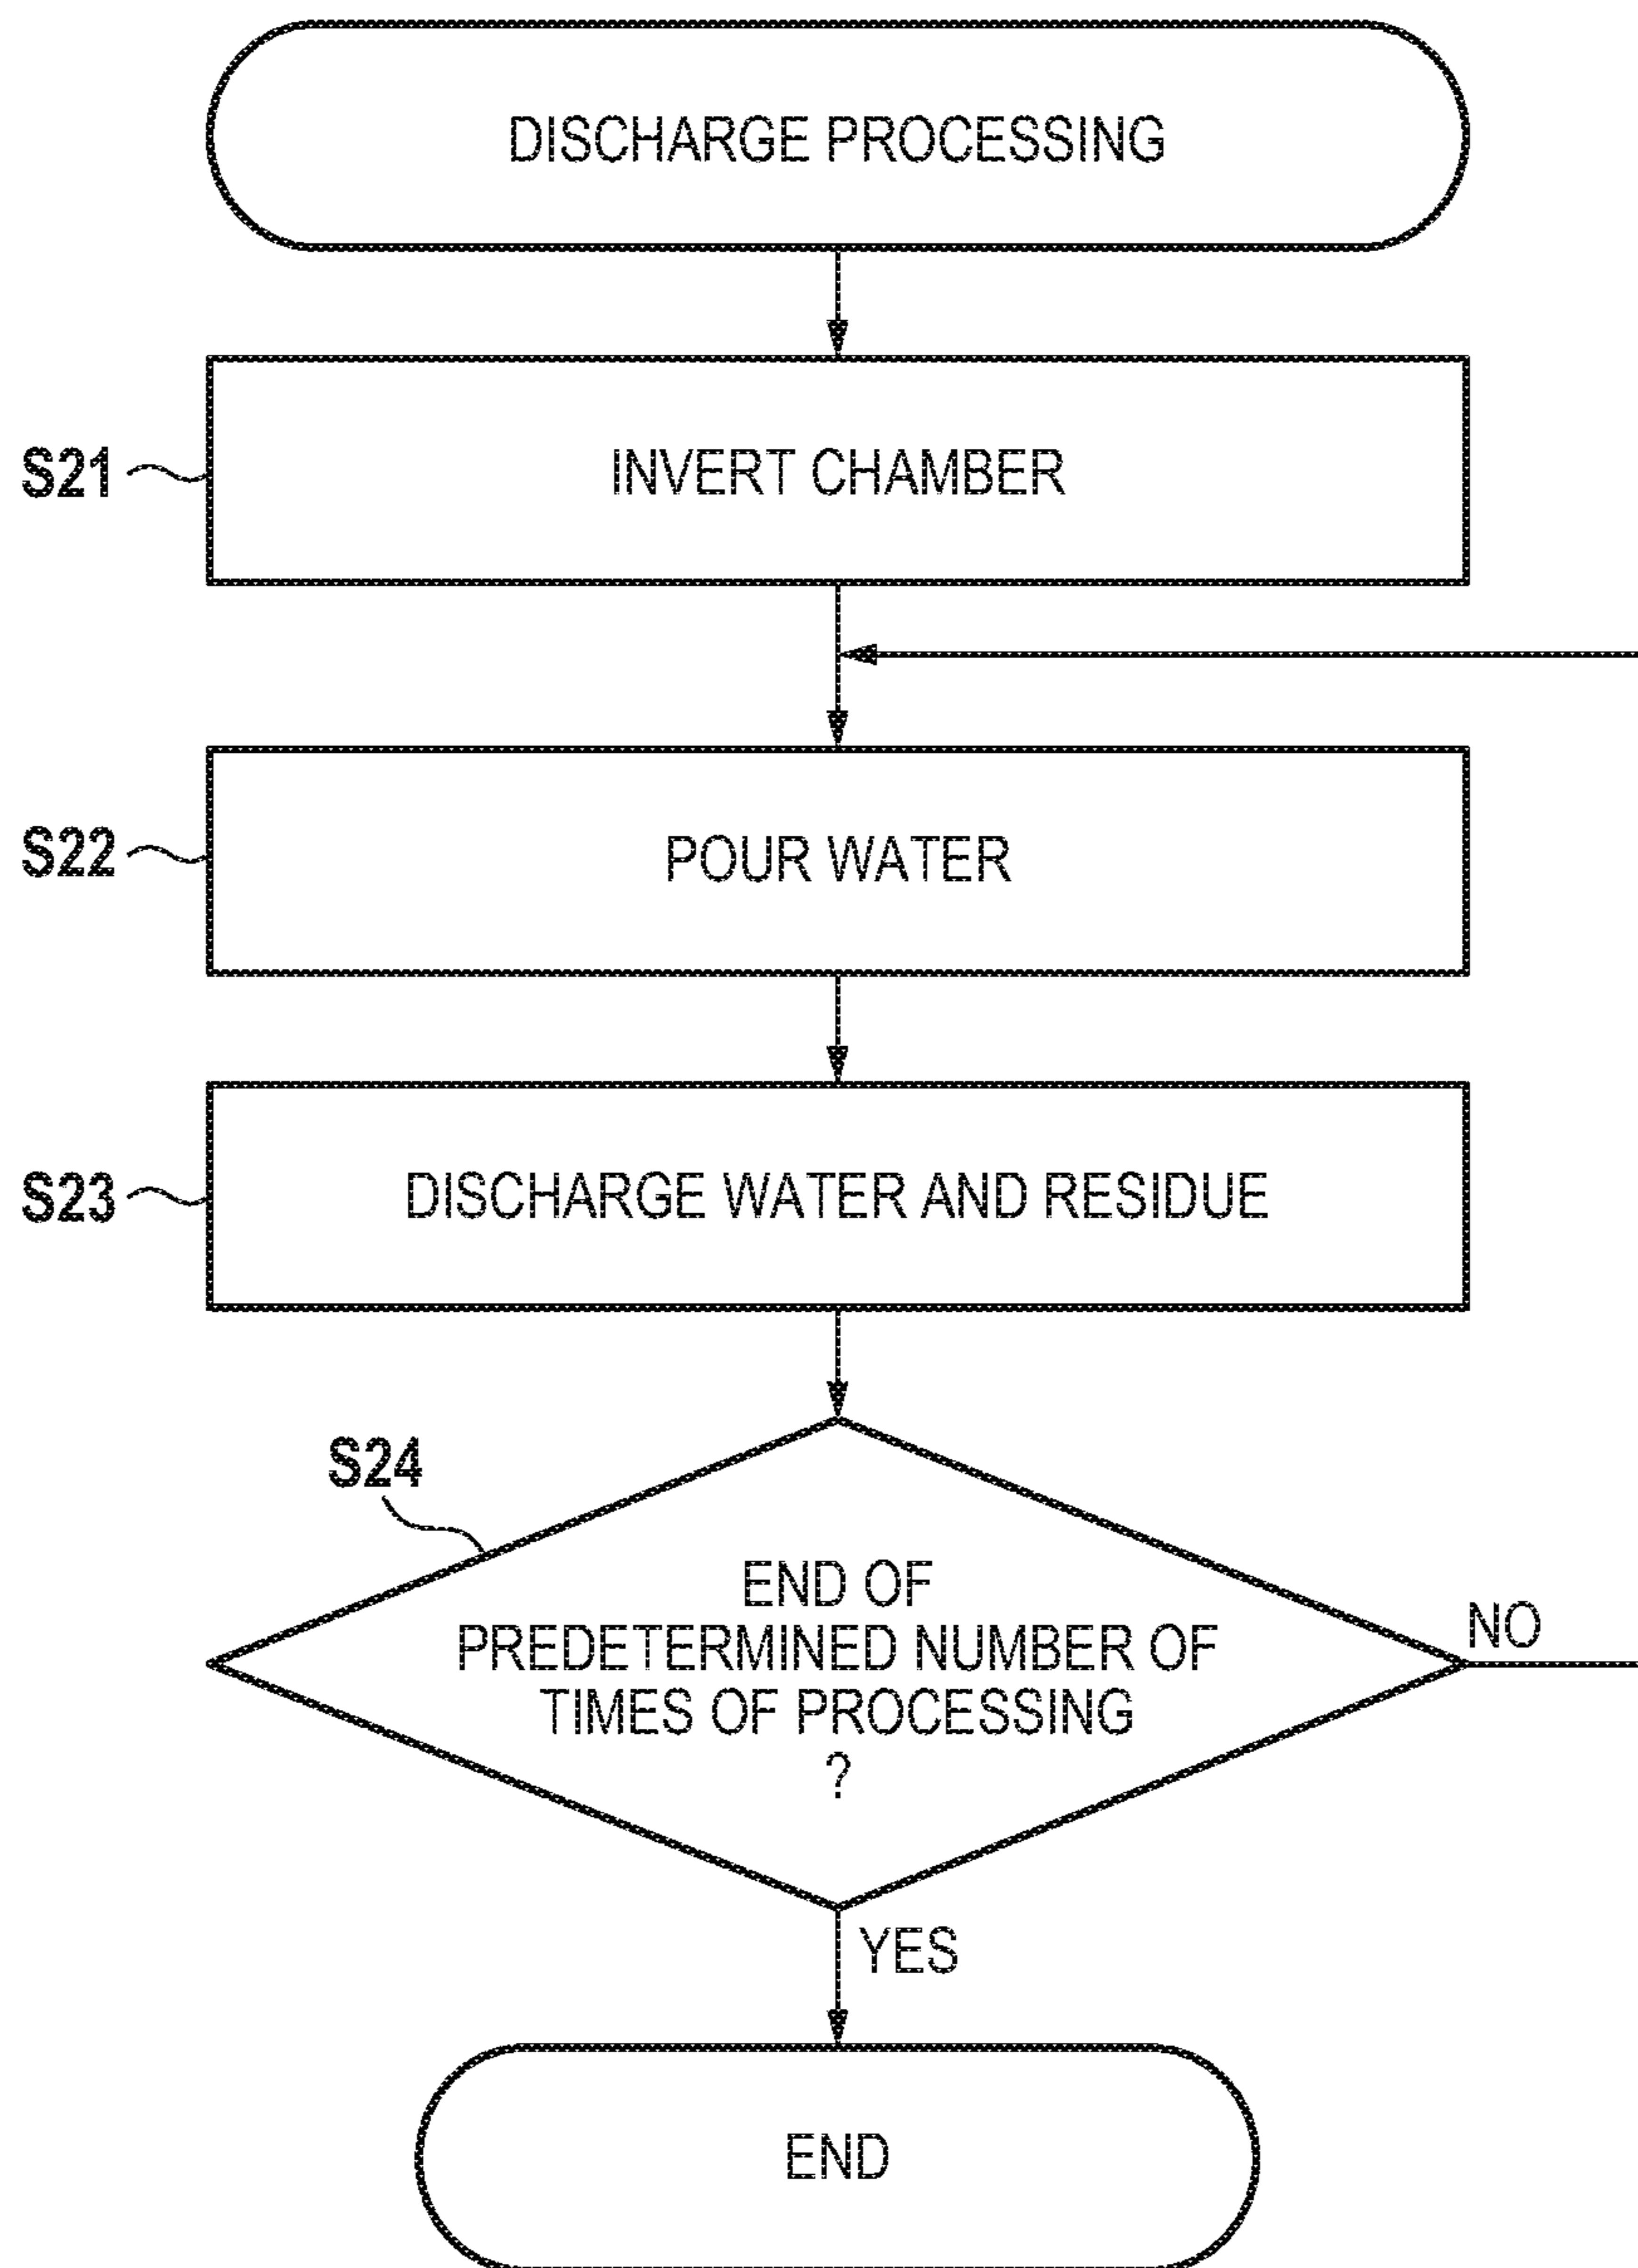 DISCHARGE PROCESSING
S21
INVERT CHAMBER
S22
POUR WATER
S23
DISCHARGE WATER AND RESIDUE
S24
END OF
PREDETERMINED NUMBER OF
TIMES OF PROCESSING
?
NO
YES
END